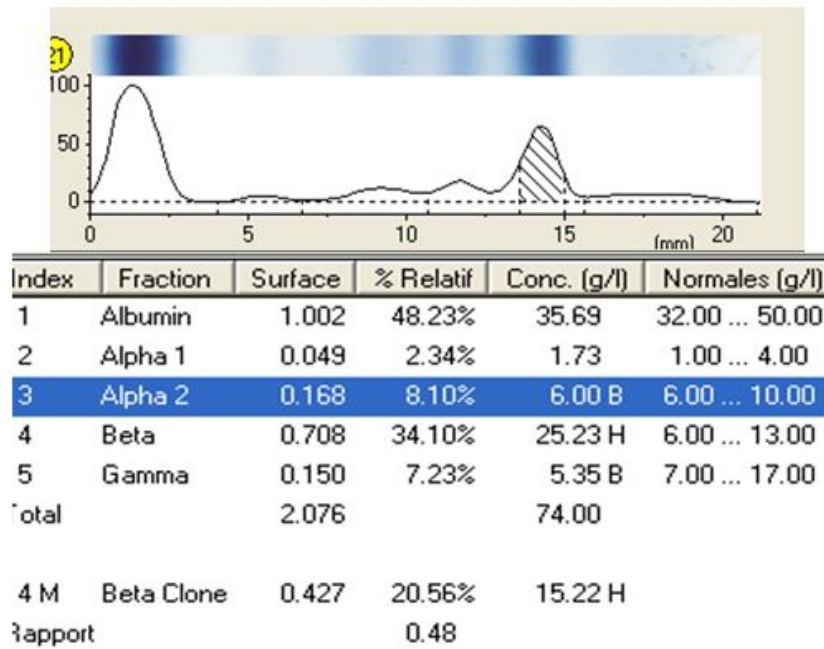 21
100
50
0
0 5 10 15 (mm) 20
Index Fraction Surface % Relatif Conc. (g/l) Normales (g/l)
1 Albumin 1.002 48.23% 35.69 32.00 ... 50.00
2 Alpha 1 0.049 2.34% 1.73 1.00 ... 4.00
3 Alpha 2 0.168 8.10% 6.00 B 6.00 ... 10.00
4 Beta 0.708 34.10% 25.23 H 6.00 ... 13.00
5 Gamma 0.150 7.23% 5.35 B 7.00 ... 17.00
Total 2.076 74.00
4 M Beta Clone 0.427 20.56% 15.22 H
Rapport 0.48